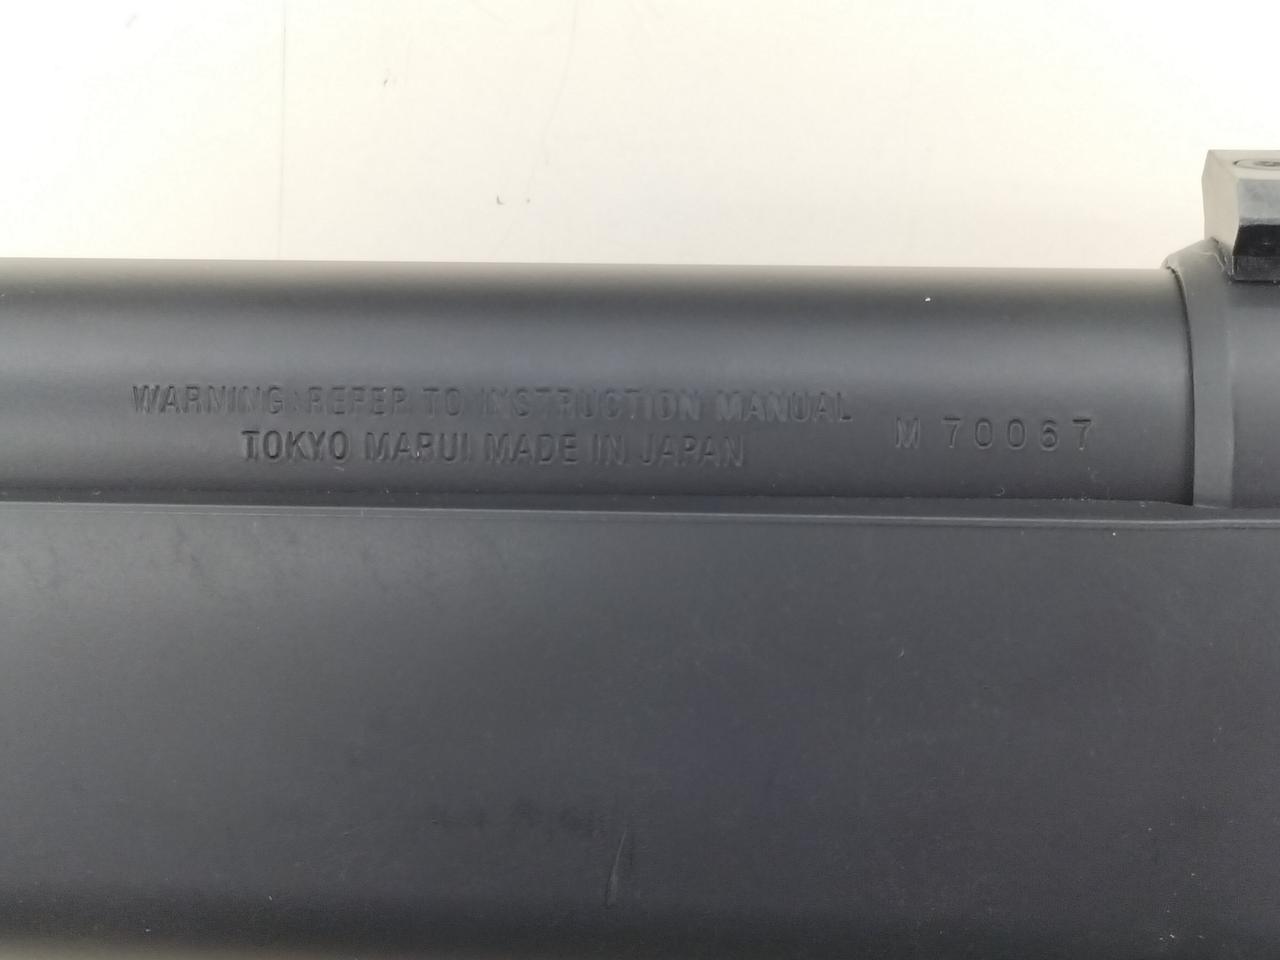 WARNING:REFER TO INSTRUCTION MANUAL
TOKYO MARUI MADE IN JAPAN
M 70067